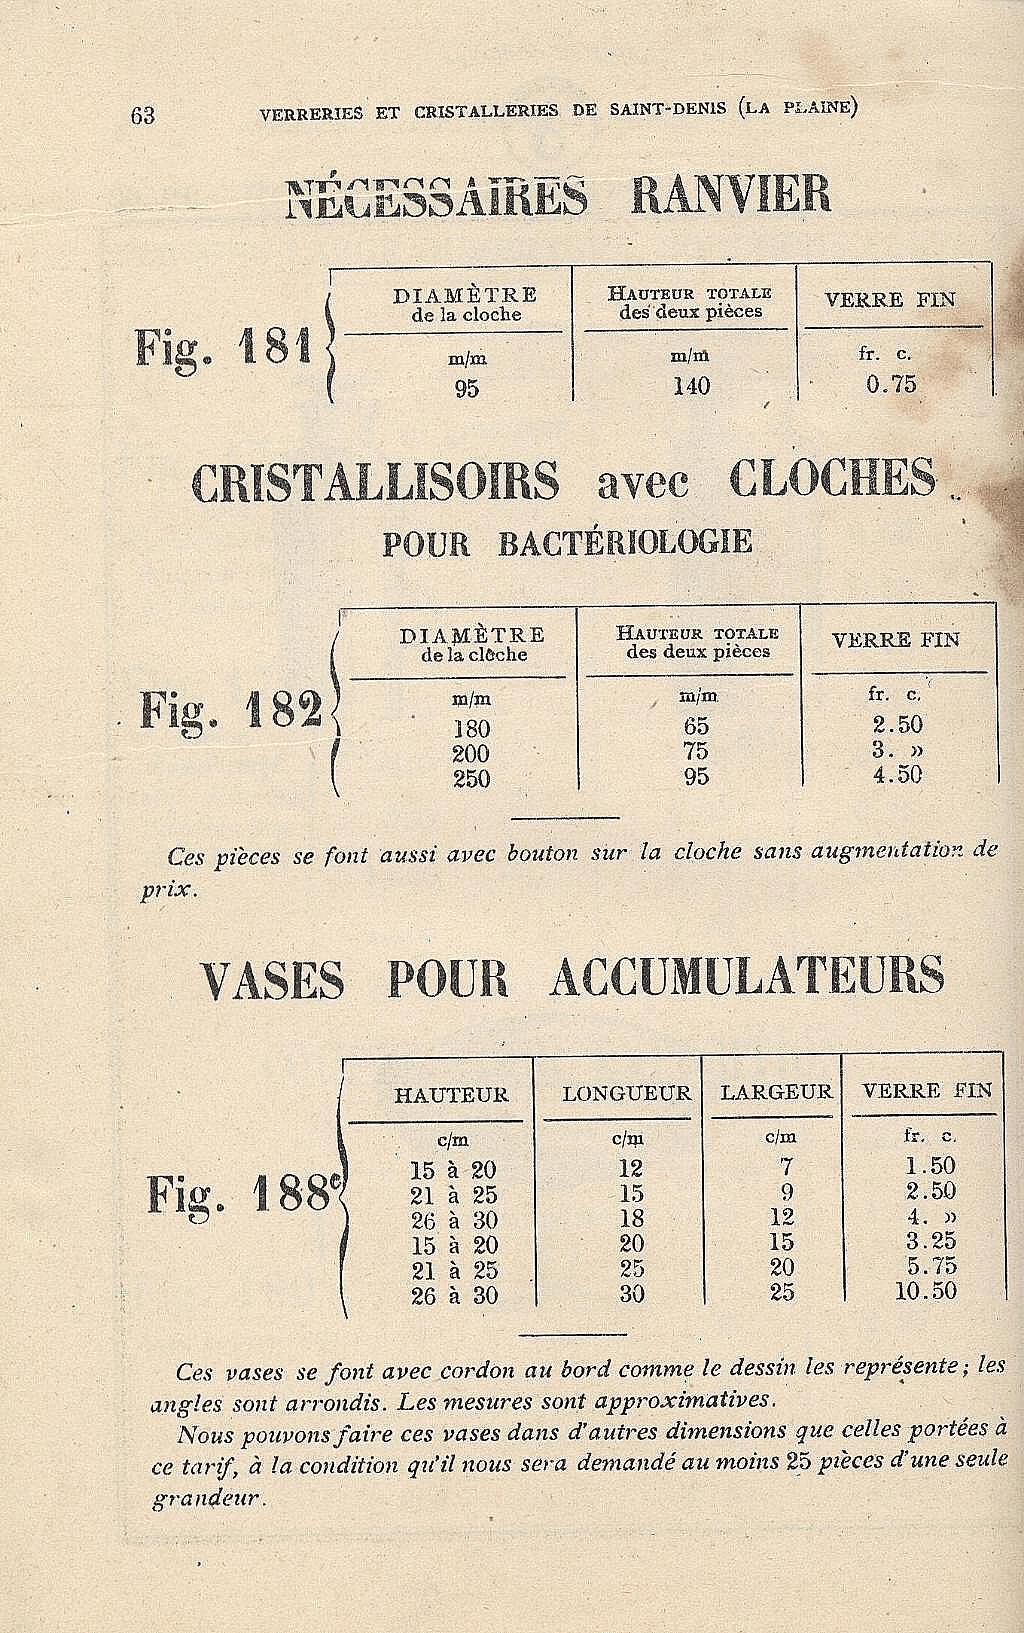 63 VERRERIES ET CRISTALLERIES DE SAINT-DENIS (LA PLAINE)
NÉCESSAIRES RANVIER
Fig. 181
DIAMÈTRE de la cloche | HAUTEUR TOTALE des deux pièces | VERRE FIN
m/m | m/m | fr. c.
95 | 140 | 0.75
CRISTALLISOIRS avec CLOCHES
POUR BACTÉRIOLOGIE
Fig. 182
DIAMÈTRE de la cloche | HAUTEUR TOTALE des deux pièces | VERRE FIN
m/m | m/m | fr. c.
180 | 65 | 2.50
200 | 75 | 3. »
250 | 95 | 4.50
Ces pièces se font aussi avec bouton sur la cloche sans augmentation de
prix.
VASES POUR ACCUMULATEURS
Fig. 188e
HAUTEUR | LONGUEUR | LARGEUR | VERRE FIN
c/m | c/m | c/m | fr. c.
15 à 20 | 12 | 7 | 1.50
21 à 25 | 15 | 9 | 2.50
26 à 30 | 18 | 12 | 4. »
15 à 20 | 20 | 15 | 3.25
21 à 25 | 25 | 20 | 5.75
26 à 30 | 30 | 25 | 10.50
Ces vases se font avec cordon au bord comme le dessin les représente; les
angles sont arrondis. Les mesures sont approximatives.
Nous pouvons faire ces vases dans d'autres dimensions que celles portées à
ce tarif, à la condition qu'il nous sera demandé au moins 25 pièces d'une seule
grandeur.